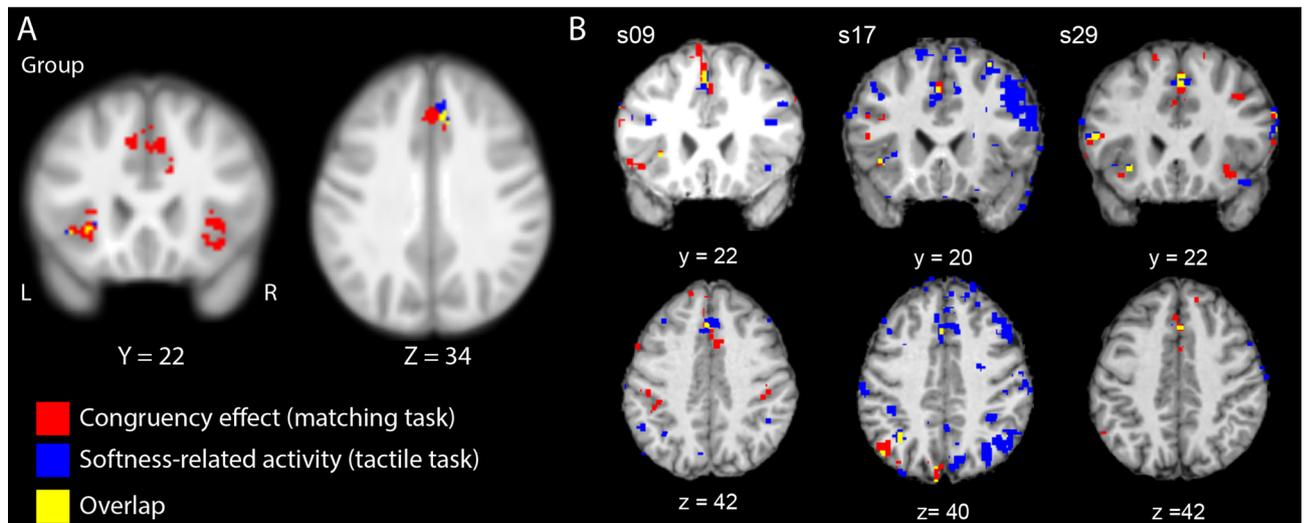 A
Group
L
R
Y = 22
Z = 34
Congruency effect (matching task)
Softness-related activity (tactile task)
Overlap
B
s09
s17
s29
y = 22
y = 20
y = 22
z = 42
z= 40
z =42